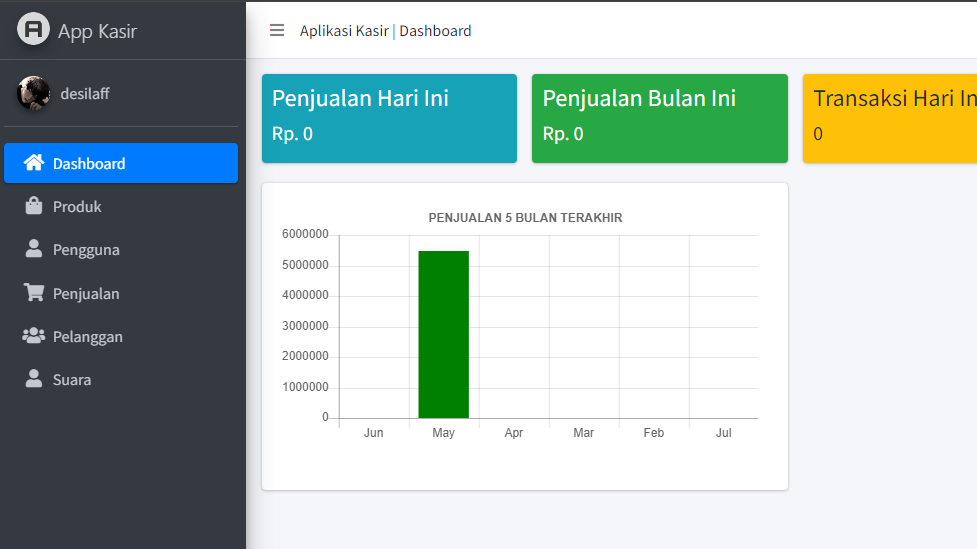 App Kasir
Aplikasi Kasir | Dashboard
desilaff
Dashboard
Produk
Pengguna
Penjualan
Pelanggan
Suara
Penjualan Hari Ini
Rp. 0
Penjualan Bulan Ini
Rp. 0
Transaksi Hari In
0
PENJUALAN 5 BULAN TERAKHIR
6000000
5000000
4000000
3000000
2000000
1000000
0
Jun May Apr Mar Feb Jul